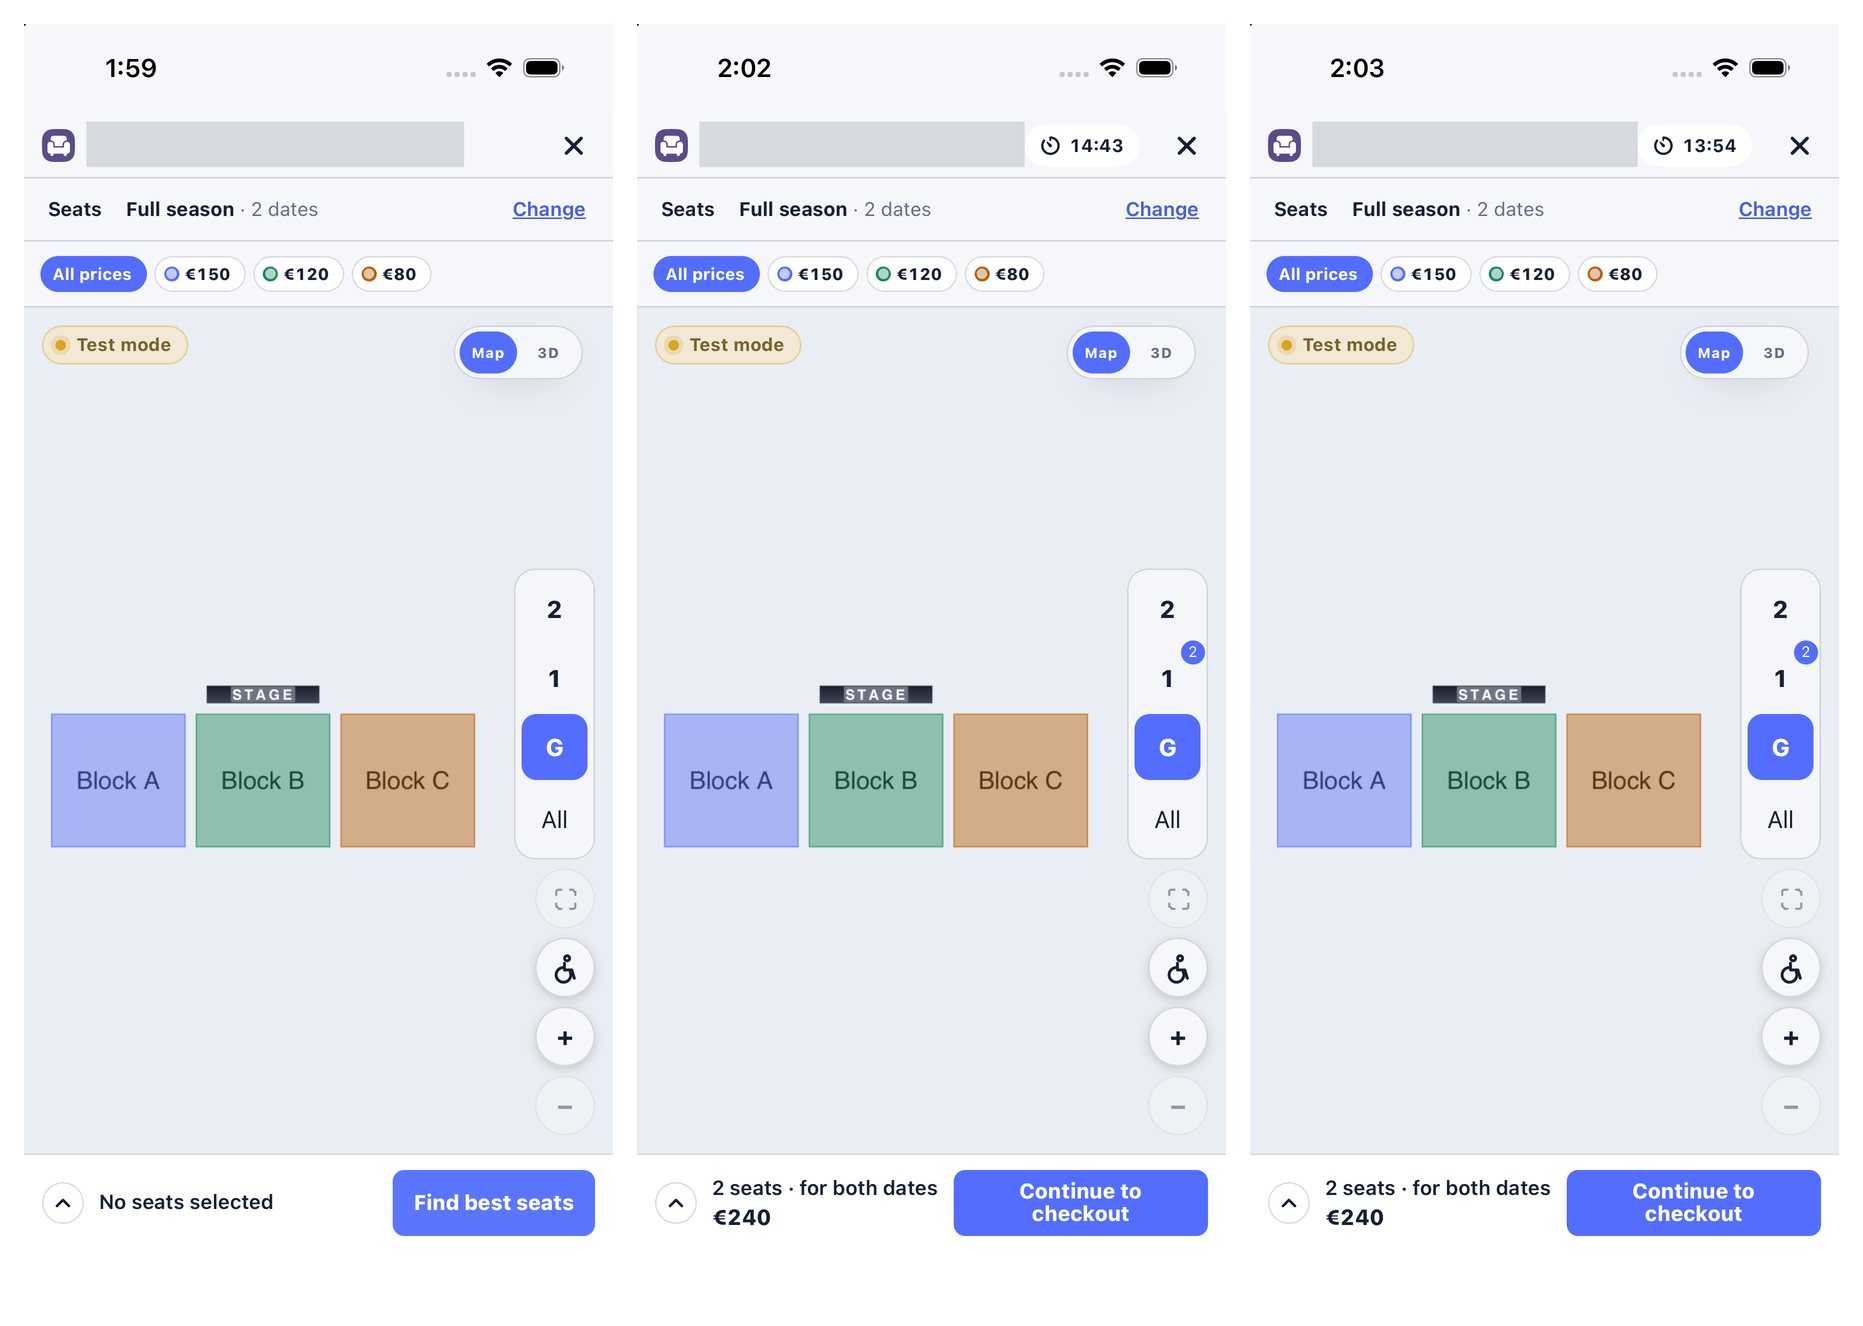 1:59
Seats Full season · 2 dates Change
All prices €150 €120 €80
Test mode
Map 3D
2
1
STAGE
Block A Block B Block C
G
All
No seats selected
Find best seats
2:02
14:43
Seats Full season · 2 dates Change
All prices €150 €120 €80
Test mode
Map 3D
2
2
1
STAGE
Block A Block B Block C
G
All
2 seats · for both dates
€240
Continue to
checkout
2:03
13:54
Seats Full season · 2 dates Change
All prices €150 €120 €80
Test mode
Map 3D
2
2
1
STAGE
Block A Block B Block C
G
All
2 seats · for both dates
€240
Continue to
checkout